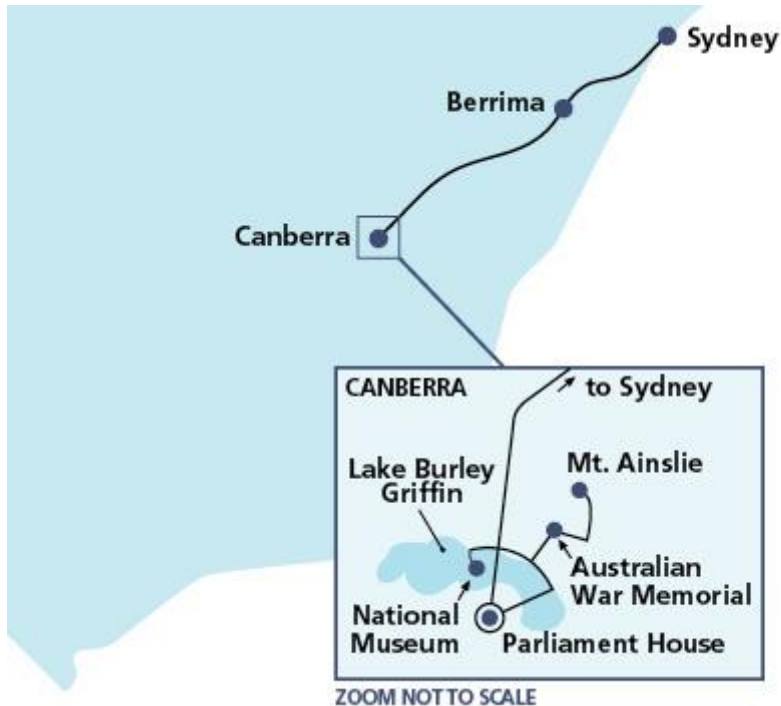 Sydney
Berrima
Canberra
CANBERRA
to Sydney
Mt. Ainslie
Lake Burley
Griffin
Australian
War Memorial
National
Museum
Parliament House
ZOOM NOT TO SCALE